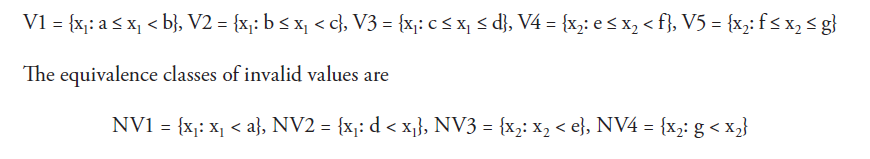 V1 = {x₁: a ≤ x₁ < b}, V2 = {x₁: b ≤ x₁ < c}, V3 = {x₁: c ≤ x₁ ≤ d}, V4 = {x₂: e ≤ x₂ < f}, V5 = {x₂: f ≤ x₂ ≤ g}
The equivalence classes of invalid values are
NV1 = {x₁: x₁ < a}, NV2 = {x₁: d < x₁}, NV3 = {x₂: x₂ < e}, NV4 = {x₂: g < x₂}